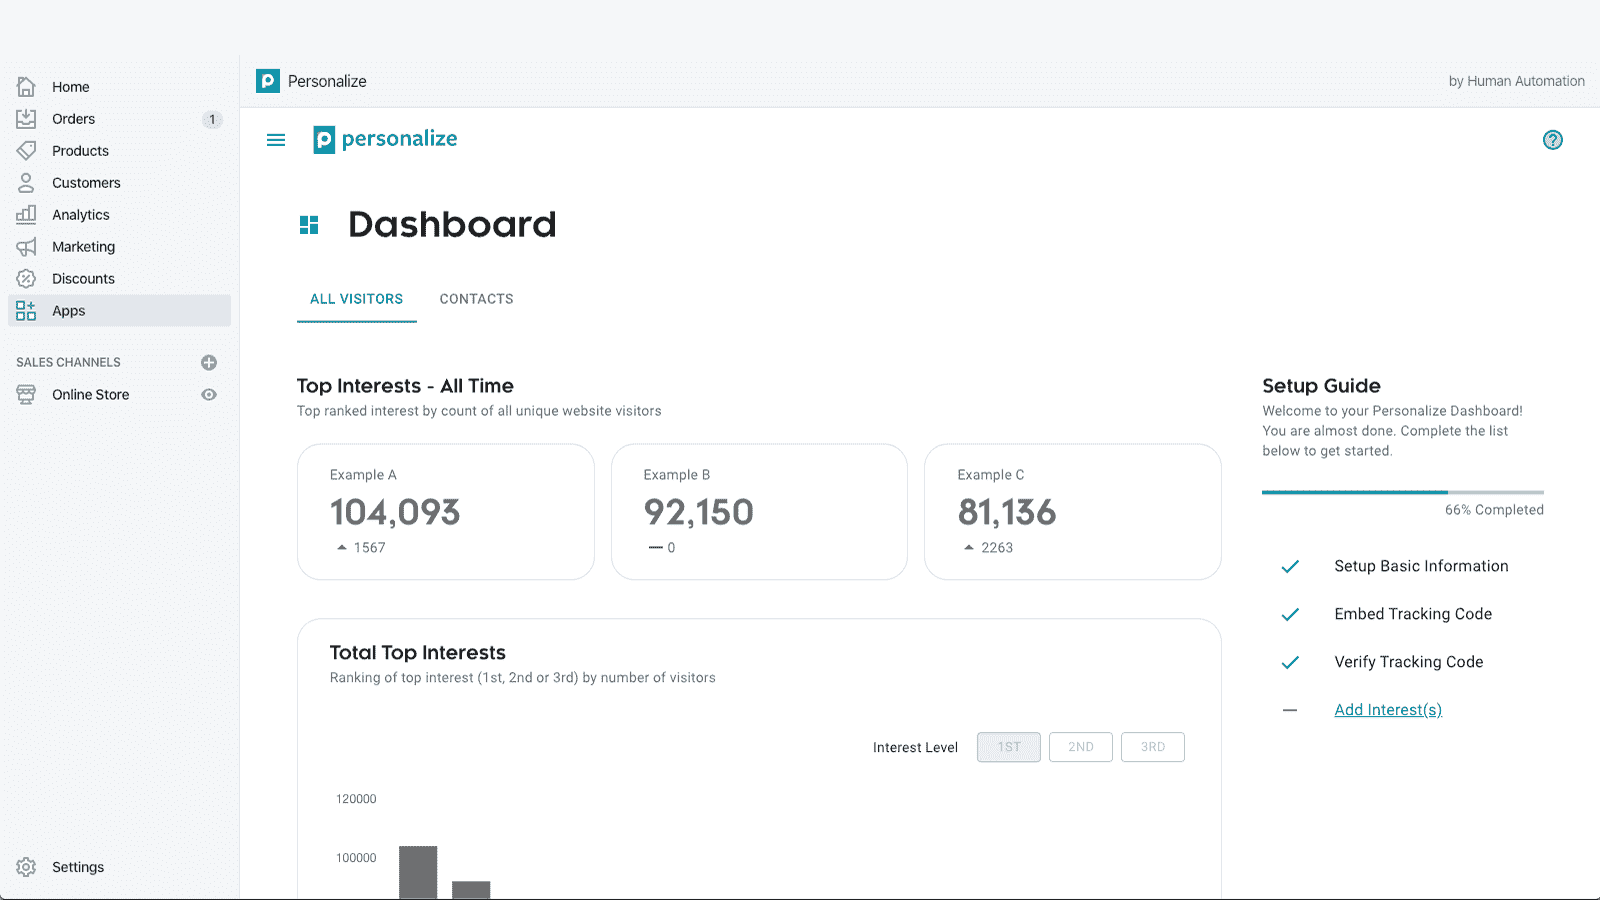 Home
Orders
1
Products
Customers
Analytics
Marketing
Discounts
Apps
SALES CHANNELS
Online Store
Settings
Personalize
by Human Automation
personalize
Dashboard
ALL VISITORS
CONTACTS
Top Interests - All Time
Top ranked interest by count of all unique website visitors
Example A
104,093
1567
Example B
92,150
0
Example C
81,136
2263
Total Top Interests
Ranking of top interest (1st, 2nd or 3rd) by number of visitors
Interest Level
1ST
2ND
3RD
120000
100000
Setup Guide
Welcome to your Personalize Dashboard!
You are almost done. Complete the list
below to get started.
66% Completed
Setup Basic Information
Embed Tracking Code
Verify Tracking Code
Add Interest(s)